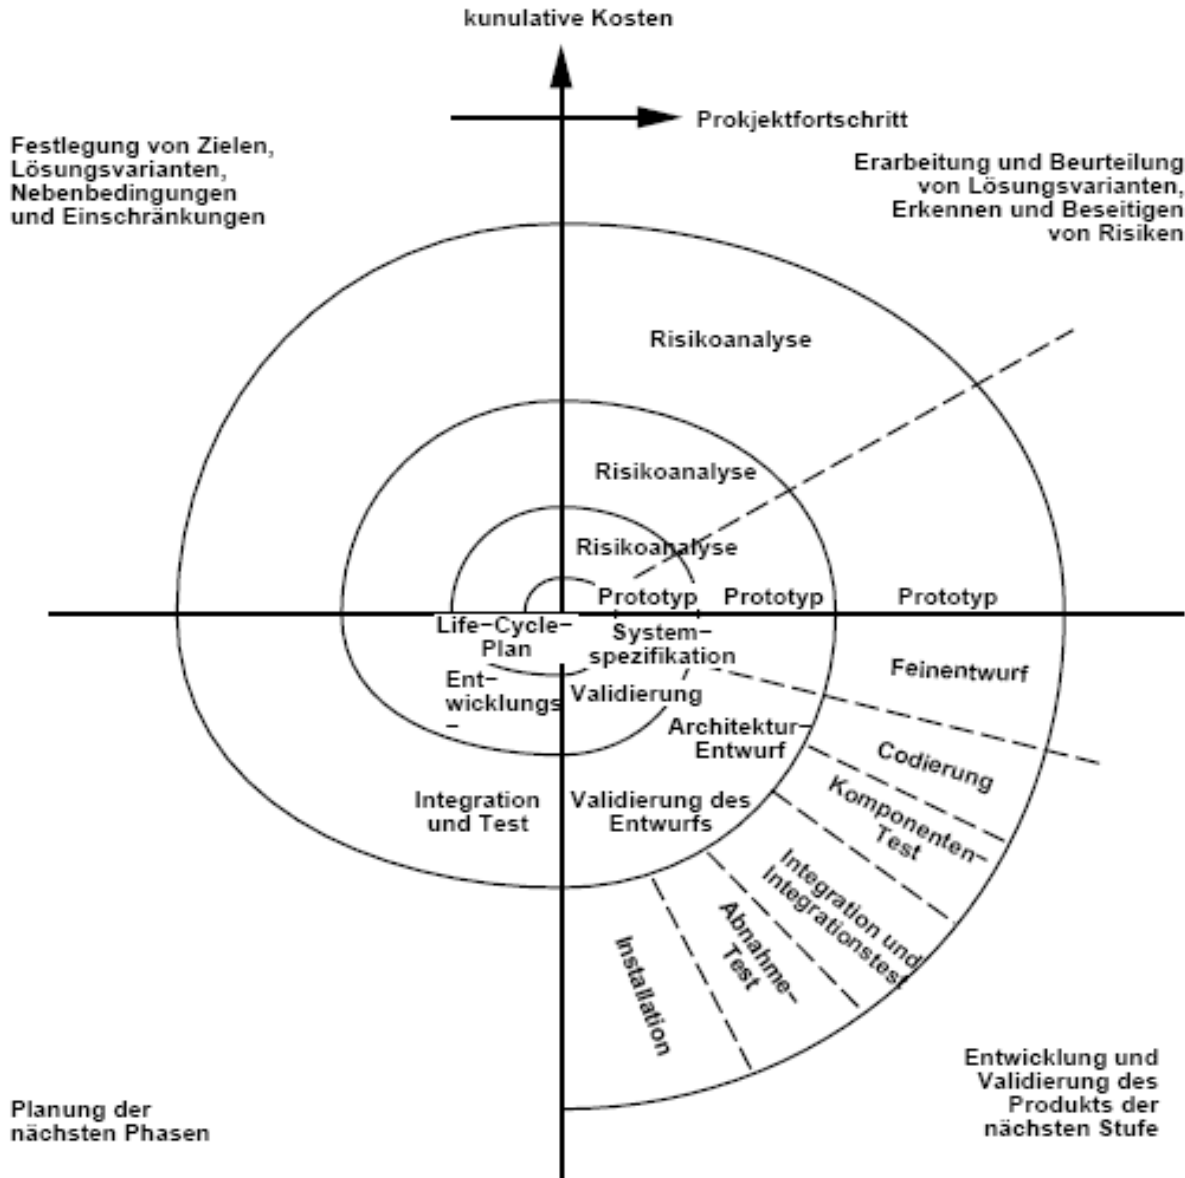 kunulative Kosten
Prokjektfortschritt
Festlegung von Zielen,
Lösungsvarianten,
Nebenbedingungen
und Einschränkungen
Erarbeitung und Beurteilung
von Lösungsvarianten,
Erkennen und Beseitigen
von Risiken
Risikoanalyse
Risikoanalyse
Risikoanalyse
Prototyp
Prototyp
Prototyp
Life-Cycle-
Plan
System-
spezifikation
Feinentwurf
Ent-
wicklungs
-
Validierung
Architektur-
Entwurf
Codierung
Komponenten-
Test
Integration
und Test
Validierung des
Entwurfs
Integration und
Integrationstest
Abnahme-
Test
Installation
Entwicklung und
Validierung des
Produkts der
nächsten Stufe
Planung der
nächsten Phasen